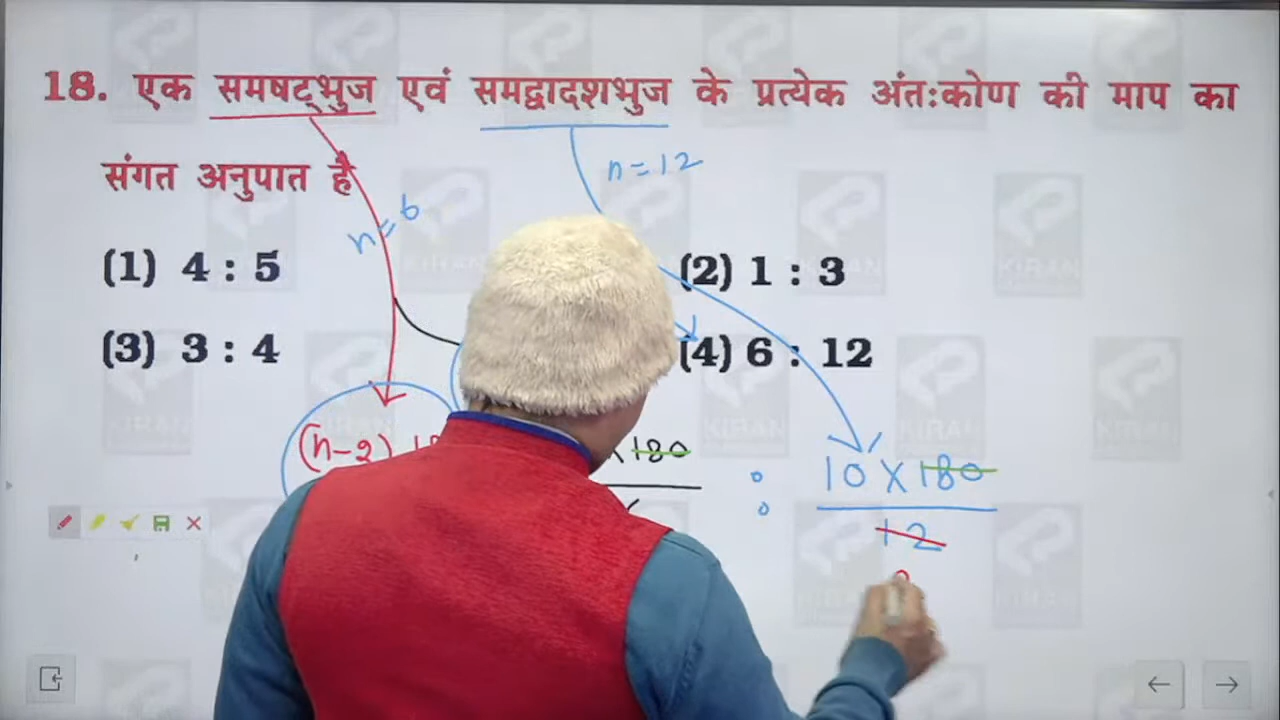 18. एक समषट्भुज एवं समद्वादशभुज के प्रत्येक अंतःकोण की माप का
संगत अनुपात है
n=6
n=12
(1) 4 : 5
(2) 1 : 3
(3) 3 : 4
(4) 6 : 12
(n-2)
x 180
:
10 X 180
12
KIRAN